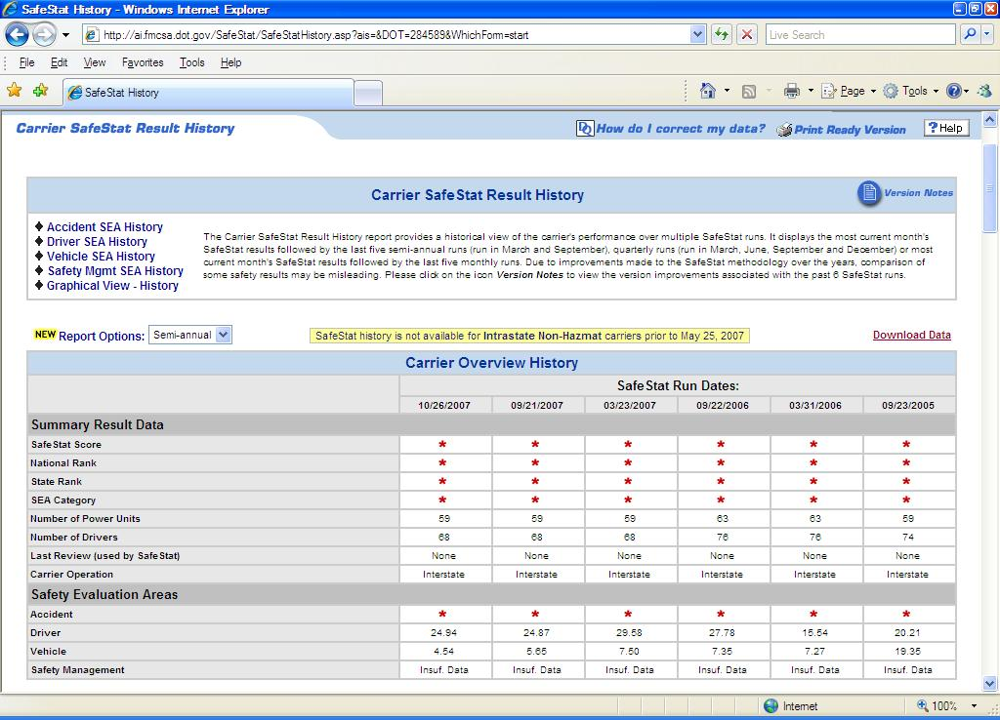 SafeStat History - Windows Internet Explorer
http://ai.fmcsa.dot.gov/SafeStat/SafeStatHistory.asp?ais=&DOT=284589&WhichForm=start
Live Search
File Edit View Favorites Tools Help
SafeStat History
Page Tools
Carrier SafeStat Result History
DQ How do I correct my data?
Print Ready Version
? Help
Carrier SafeStat Result History
Version Notes
Accident SEA History
Driver SEA History
Vehicle SEA History
Safety Mgmt SEA History
Graphical View - History
The Carrier SafeStat Result History report provides a historical view of the carrier's performance over multiple SafeStat runs. It displays the most current month's
SafeStat results followed by the last five semi-annual runs (run in March and September), quarterly runs (run in March, June, September and December) or most
current month's SafeStat results followed by the last five monthly runs. Due to improvements made to the SafeStat methodology over the years, comparison of
some safety results may be misleading. Please click on the icon Version Notes to view the version improvements associated with the past 6 SafeStat runs.
NEW Report Options: Semi-annual
SafeStat history is not available for Intrastate Non-Hazmat carriers prior to May 25, 2007
Download Data
Carrier Overview History
SafeStat Run Dates:
10/26/2007 09/21/2007 03/23/2007 09/22/2006 03/31/2006 09/23/2005
Summary Result Data
SafeStat Score * * * * * *
National Rank * * * * * *
State Rank * * * * * *
SEA Category * * * * * *
Number of Power Units 59 59 59 63 63 59
Number of Drivers 68 68 68 76 76 74
Last Review (used by SafeStat) None None None None None None
Carrier Operation Interstate Interstate Interstate Interstate Interstate Interstate
Safety Evaluation Areas
Accident * * * * * *
Driver 24.94 24.87 29.58 27.78 15.54 20.21
Vehicle 4.54 5.65 7.50 7.35 7.27 19.35
Safety Management Insuf. Data Insuf. Data Insuf. Data Insuf. Data Insuf. Data Insuf. Data
Internet
100%